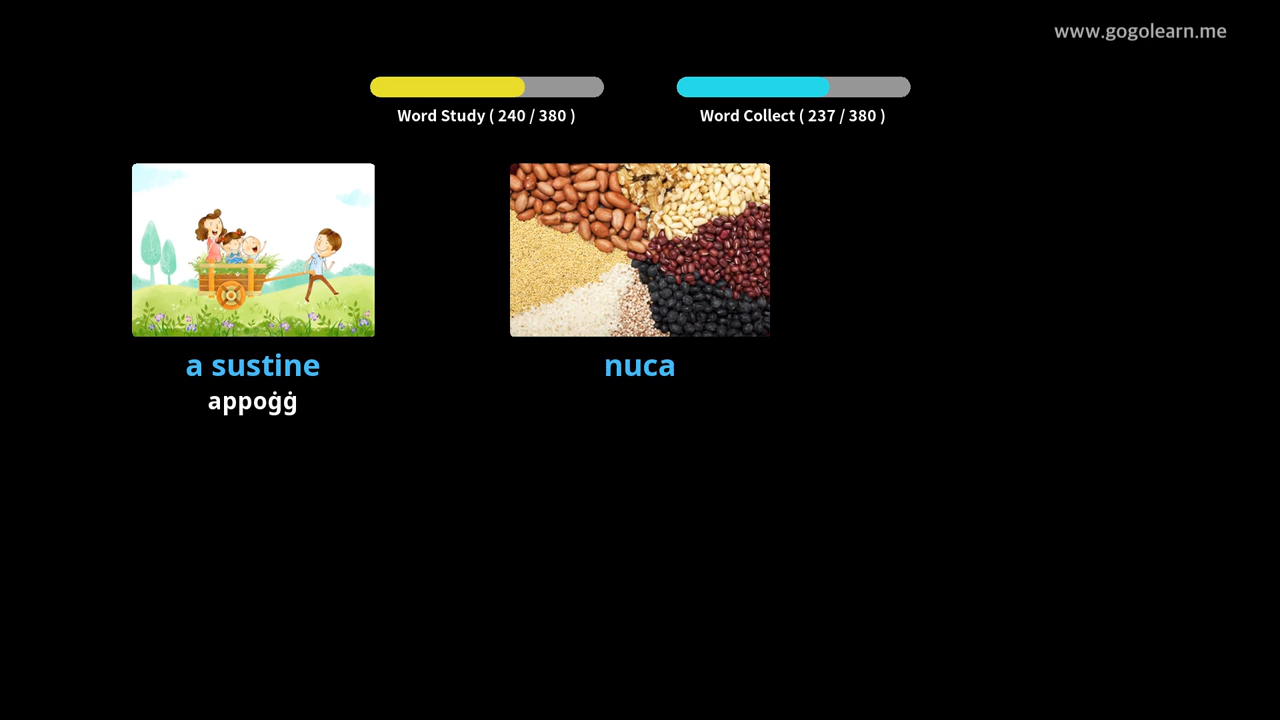 www.gogolearn.me
Word Study ( 240 / 380 )
Word Collect ( 237 / 380 )
a sustine
appoġġ
nuca